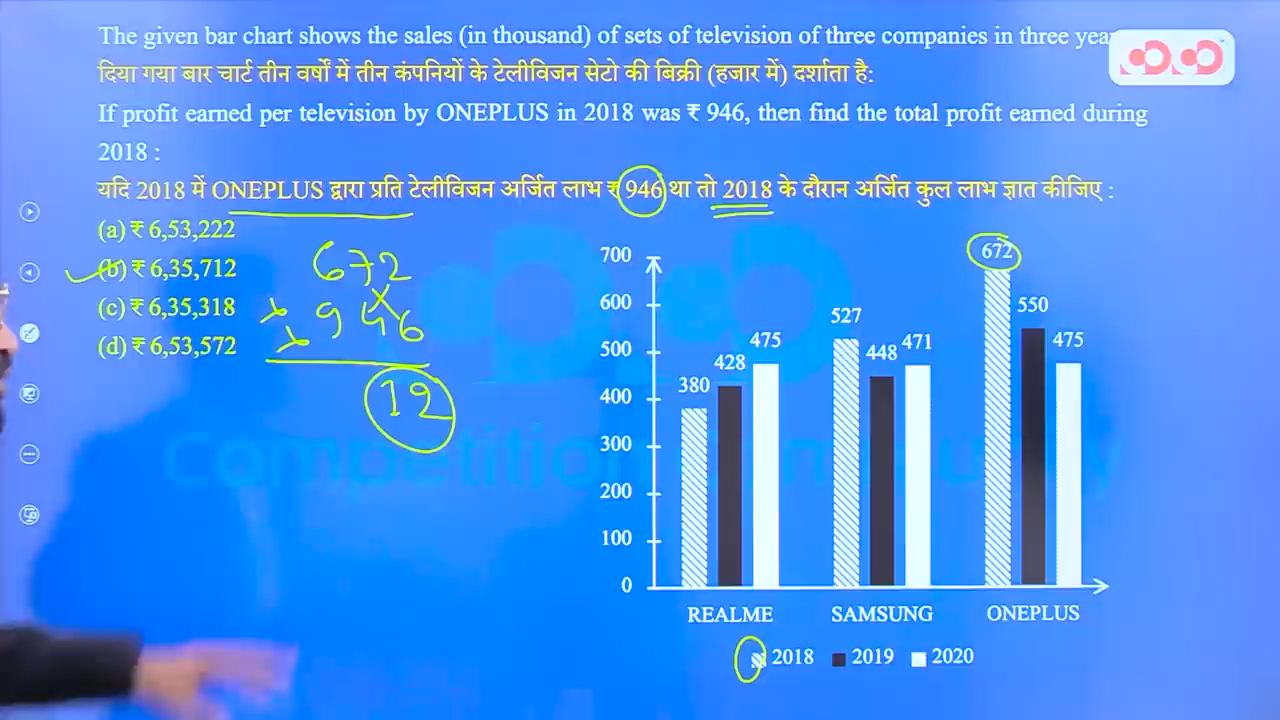 The given bar chart shows the sales (in thousand) of sets of television of three companies in three
दिया गया बार चार्ट तीन वर्षों में तीन कंपनियों के टेलीविजन सेटो की बिक्री (हजार में) दर्शाता है:
If profit earned per television by ONEPLUS in 2018 was ₹ 946, then find the total profit earned during
2018 :
यदि 2018 में ONEPLUS द्वारा प्रति टेलीविजन अर्जित लाभ ₹ 946 था तो 2018 के दौरान अर्जित कुल लाभ ज्ञात कीजिए :
(a) ₹ 6,53,222
(b) ₹ 6,35,712
(c) ₹ 6,35,318
(d) ₹ 6,53,572
672
× 946
12
700
600
500
400
300
200
100
0
380 428 475
527 448 471
672 550 475
REALME SAMSUNG ONEPLUS
2018 2019 2020